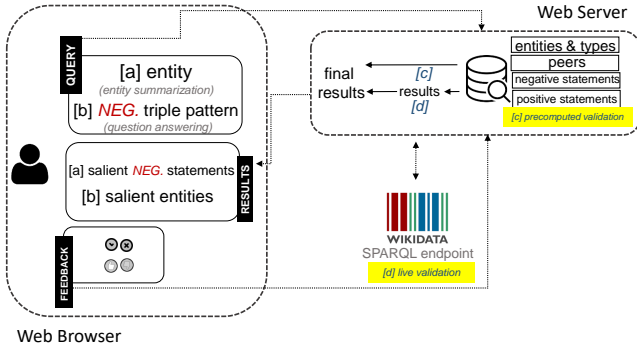 Web Server
QUERY
[a] entity
(entity summarization)
[b] NEG. triple pattern
(question answering)
[a] salient NEG. statements
[b] salient entities
RESULTS
FEEDBACK
Web Browser
final
results
[c]
results
[d]
entities & types
peers
negative statements
positive statements
[c] precomputed validation
WIKIDATA
SPARQL endpoint
[d] live validation